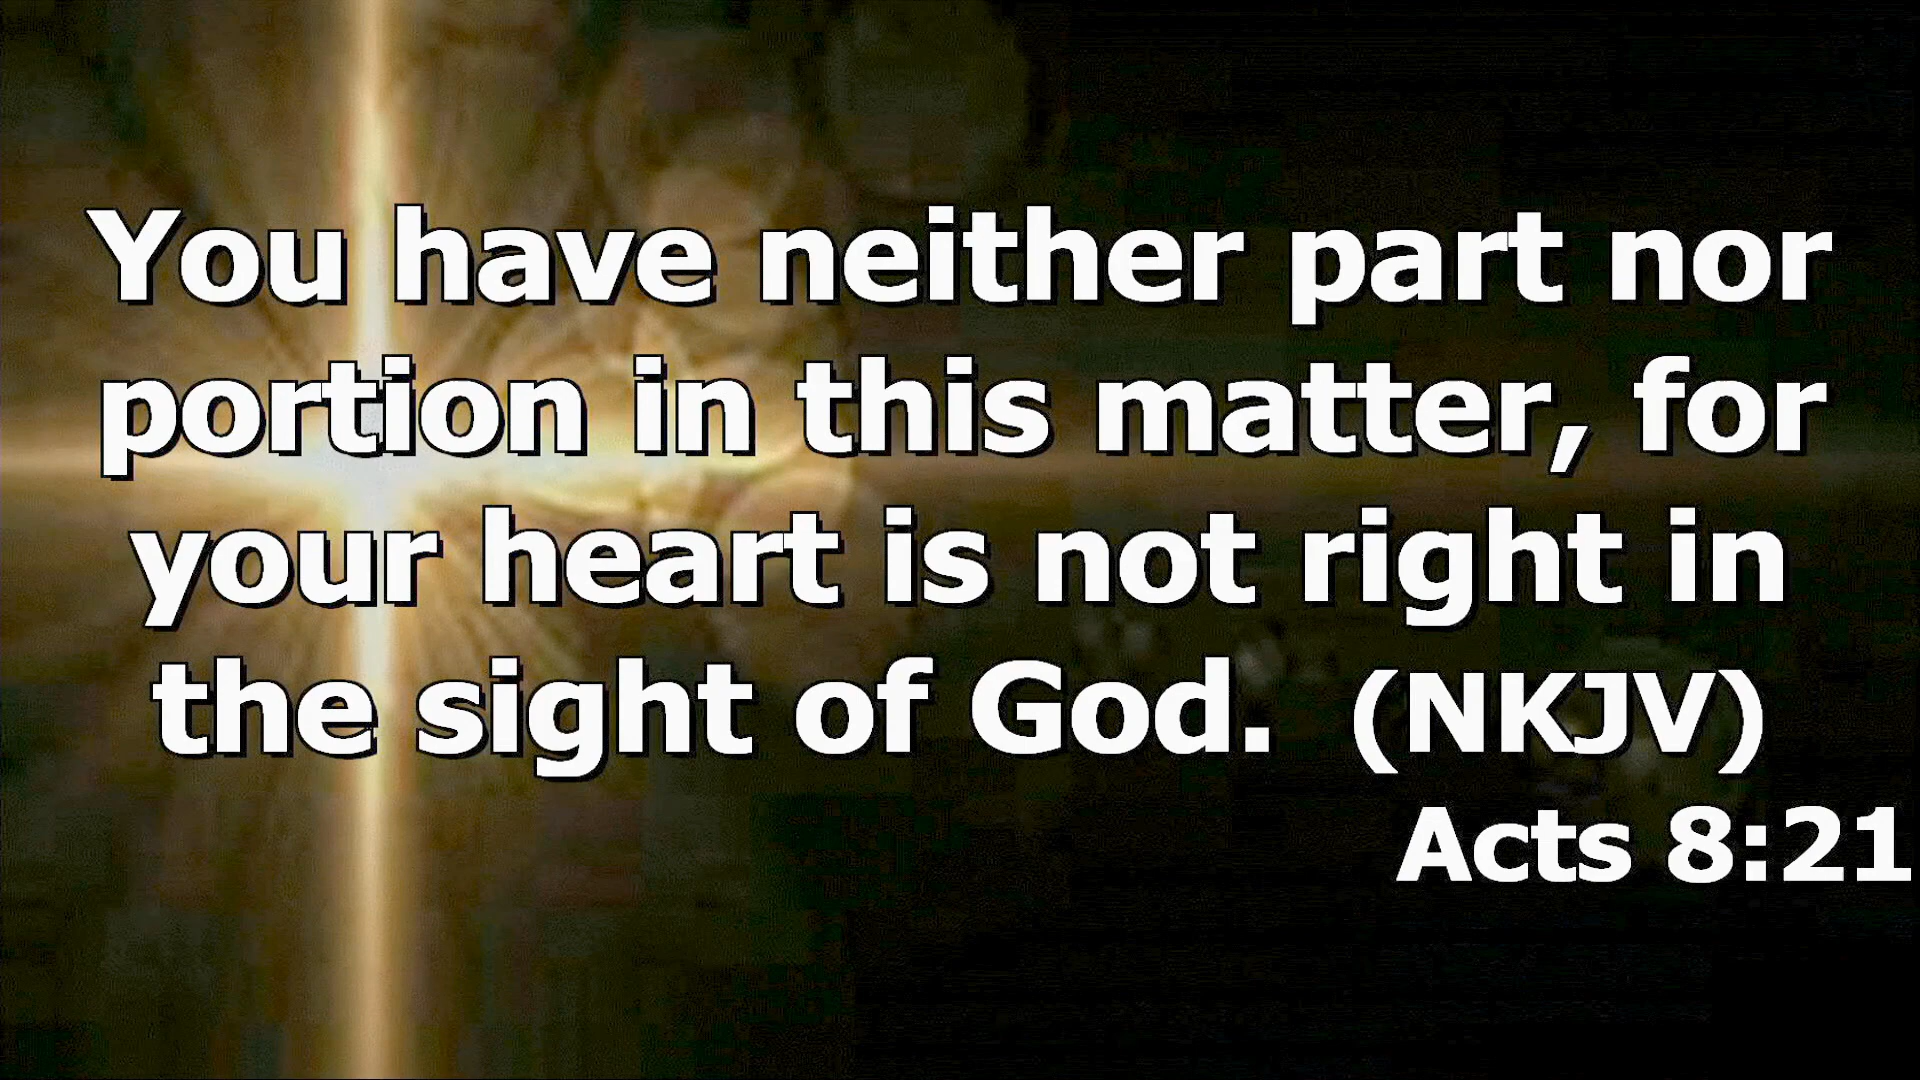 You have neither part nor
portion in this matter, for
your heart is not right in
the sight of God.  (NKJV)
Acts 8:21